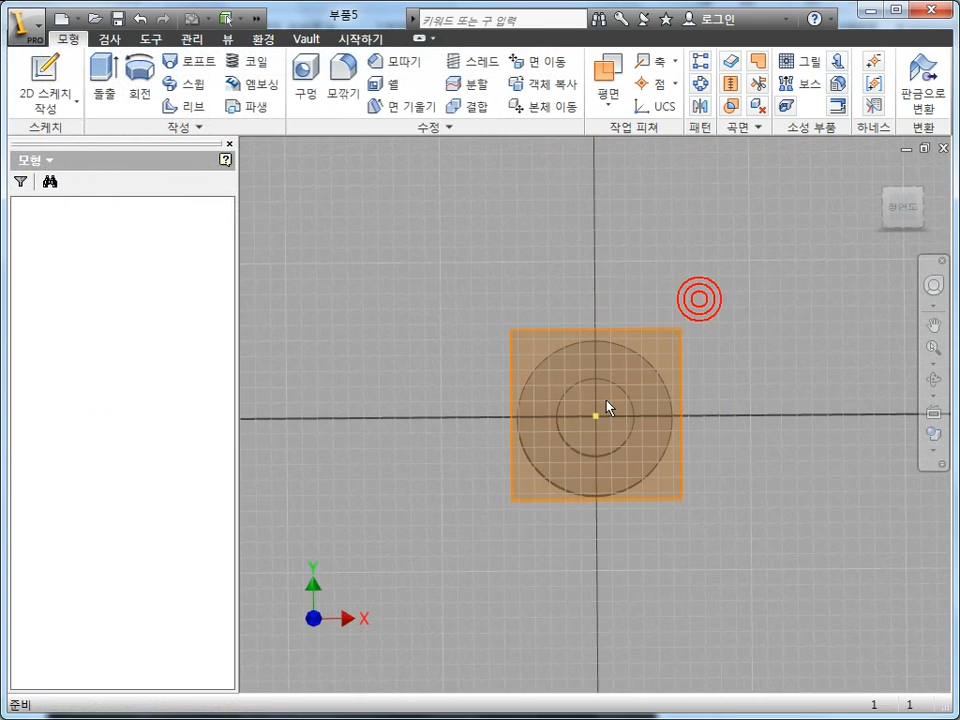 부품5
키워드 또는 구 입력
로그인
PRO
모형 검사 도구 관리 뷰 환경 Vault 시작하기
2D 스케치 작성
돌출
회전
로프트
스윕
리브
코일
엠보싱
파생
구멍
모깎기
모따기
쉘
면 기울기
스레드
분할
결합
면 이동
객체 복사
본체 이동
평면
축
점
UCS
그릴
보스
판금으로 변환
스케치 작성 수정 작업 피쳐 패턴 곡면 소성 부품 하네스 변환
모형
정면도
Y
X
준비
1 1